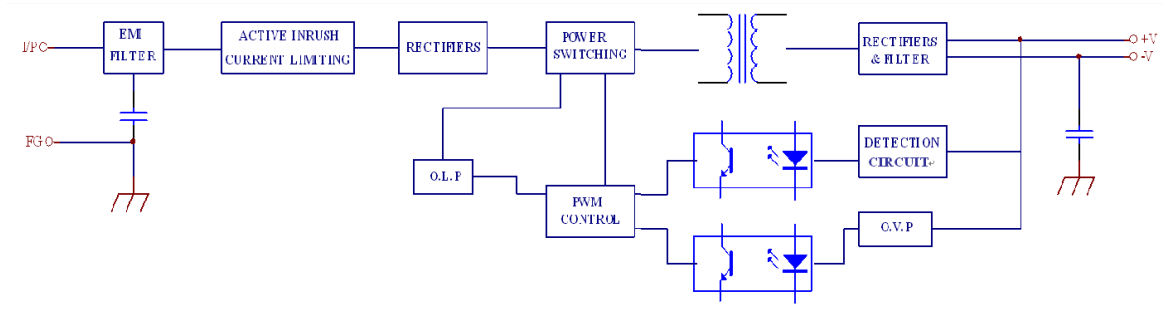 I/PO
EMI
FILTER
ACTIVE INRUSH
CURRENT LIMITING
RECTIFIERS
POWER
SWITCHING
RECTIFIERS
& FILTER
+V
-V
FGO
O.L.P
PWM
CONTROL
DETECTION
CIRCUIT↵
O.V.P